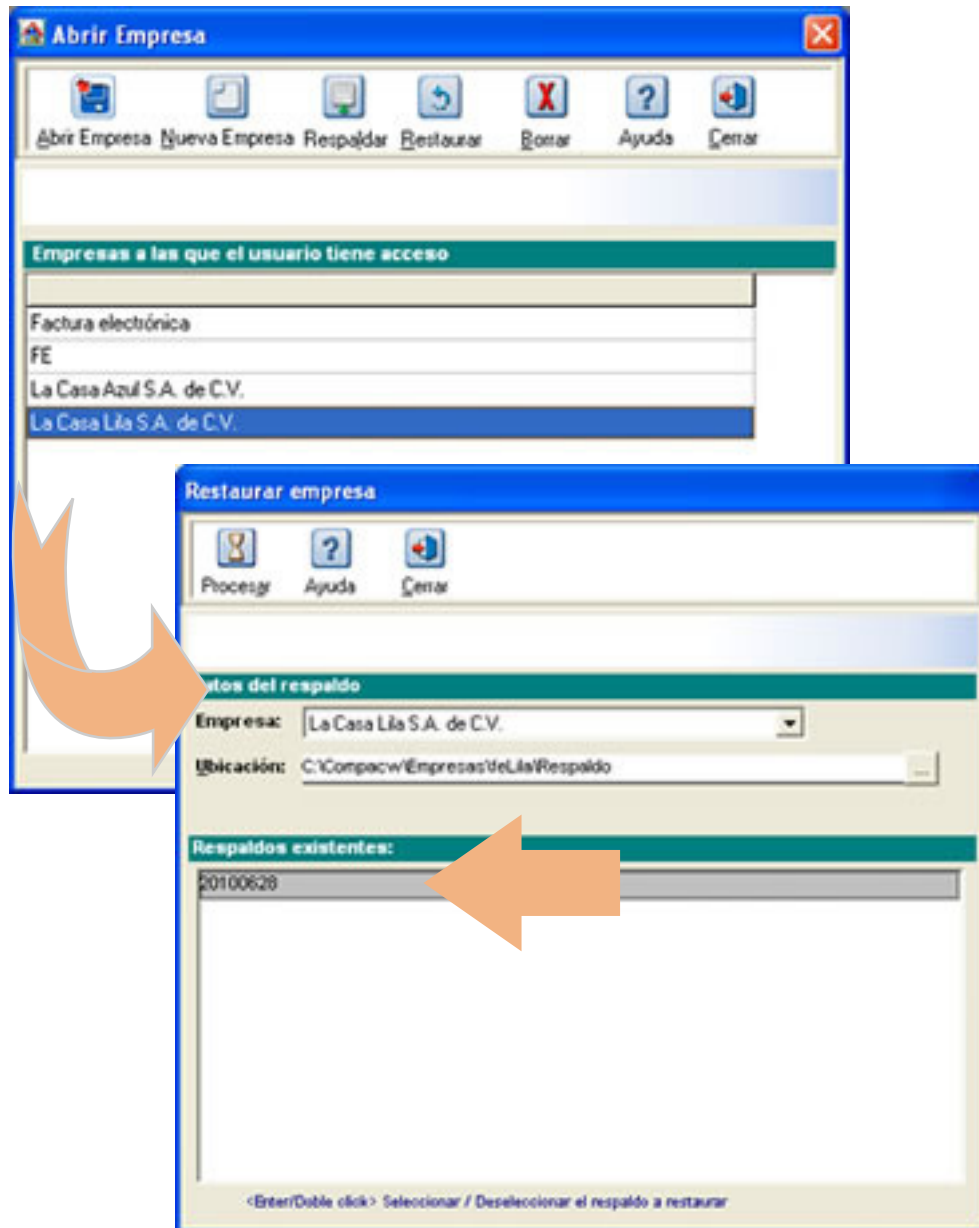 Abrir Empresa
Abrir Empresa Nueva Empresa Respaldar Restaurar Borrar Ayuda Cerrar
Empresas a las que el usuario tiene acceso
Factura electrónica
FE
La Casa Azul S.A. de C.V.
La Casa Lila S.A. de C.V.
Restaurar empresa
Procesar Ayuda Cerrar
atos del respaldo
Empresa: La Casa Lila S.A. de C.V.
Ubicación: C:\Compacw\Empresas\feLila\Respaldo ...
Respaldos existentes:
20100628
<Enter/Doble click> Seleccionar / Deseleccionar el respaldo a restaurar